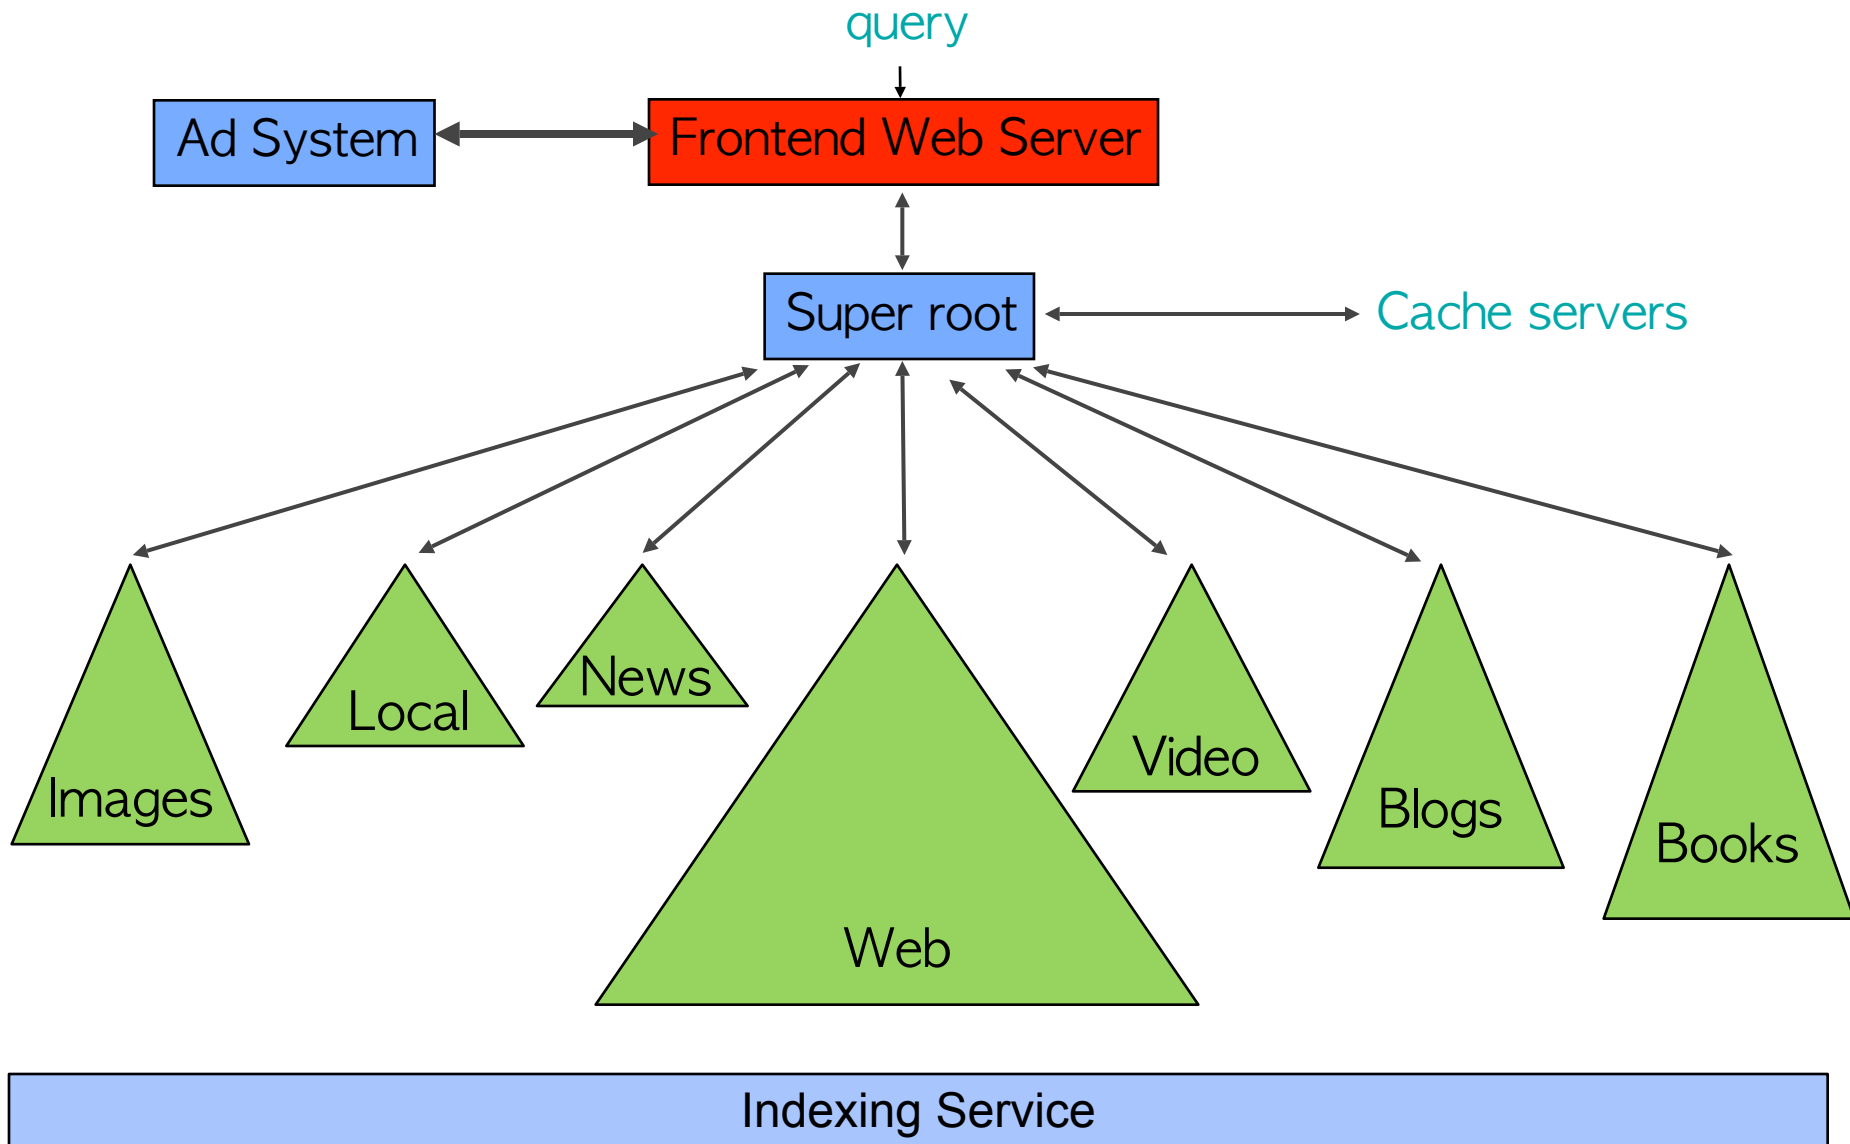 query
Ad System
Frontend Web Server
Super root
Cache servers
Images
Local
News
Web
Video
Blogs
Books
Indexing Service